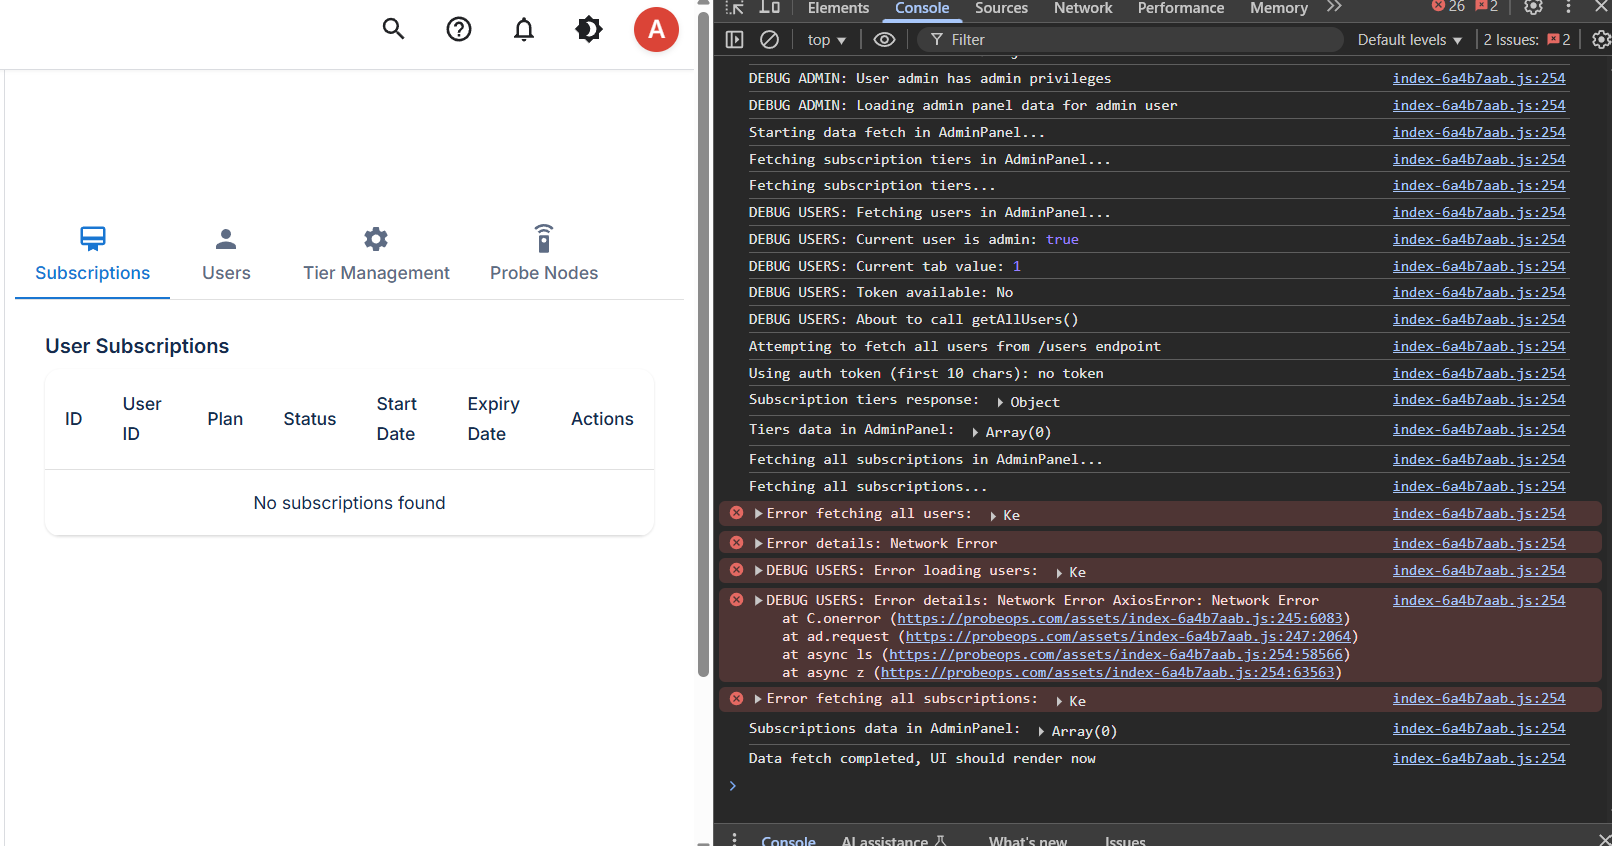 A
Subscriptions
Users
Tier Management
Probe Nodes
User Subscriptions
ID
User ID
Plan
Status
Start Date
Expiry Date
Actions
No subscriptions found
Elements
Console
Sources
Network
Performance
Memory
26
2
top
Filter
Default levels
2 Issues:
2
DEBUG ADMIN: User admin has admin privileges index-6a4b7aab.js:254
DEBUG ADMIN: Loading admin panel data for admin user index-6a4b7aab.js:254
Starting data fetch in AdminPanel... index-6a4b7aab.js:254
Fetching subscription tiers in AdminPanel... index-6a4b7aab.js:254
Fetching subscription tiers... index-6a4b7aab.js:254
DEBUG USERS: Fetching users in AdminPanel... index-6a4b7aab.js:254
DEBUG USERS: Current user is admin: true index-6a4b7aab.js:254
DEBUG USERS: Current tab value: 1 index-6a4b7aab.js:254
DEBUG USERS: Token available: No index-6a4b7aab.js:254
DEBUG USERS: About to call getAllUsers() index-6a4b7aab.js:254
Attempting to fetch all users from /users endpoint index-6a4b7aab.js:254
Using auth token (first 10 chars): no token index-6a4b7aab.js:254
Subscription tiers response: Object index-6a4b7aab.js:254
Tiers data in AdminPanel: Array(0) index-6a4b7aab.js:254
Fetching all subscriptions in AdminPanel... index-6a4b7aab.js:254
Fetching all subscriptions... index-6a4b7aab.js:254
Error fetching all users: Ke index-6a4b7aab.js:254
Error details: Network Error index-6a4b7aab.js:254
DEBUG USERS: Error loading users: Ke index-6a4b7aab.js:254
DEBUG USERS: Error details: Network Error AxiosError: Network Error index-6a4b7aab.js:254
at C.onerror (https://probeops.com/assets/index-6a4b7aab.js:245:6083)
at ad.request (https://probeops.com/assets/index-6a4b7aab.js:247:2064)
at async ls (https://probeops.com/assets/index-6a4b7aab.js:254:58566)
at async z (https://probeops.com/assets/index-6a4b7aab.js:254:63563)
Error fetching all subscriptions: Ke index-6a4b7aab.js:254
Subscriptions data in AdminPanel: Array(0) index-6a4b7aab.js:254
Data fetch completed, UI should render now index-6a4b7aab.js:254
Console
AI assistance
What's new
Issues